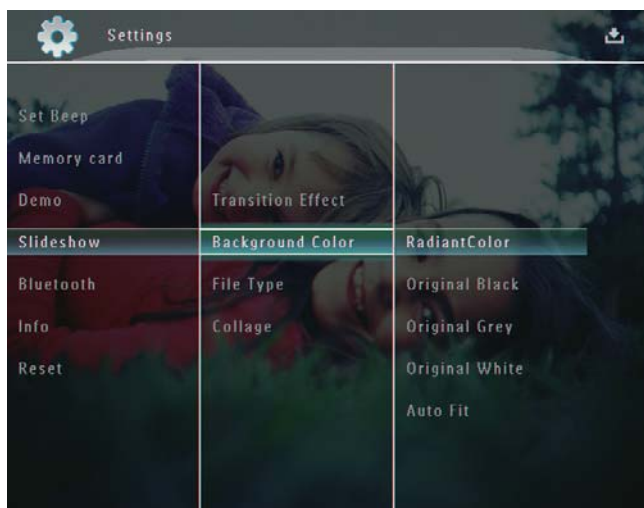 Settings
Set Beep
Memory card
Demo
Slideshow
Bluetooth
Info
Reset
Transition Effect
Background Color
File Type
Collage
RadiantColor
Original Black
Original Grey
Original White
Auto Fit